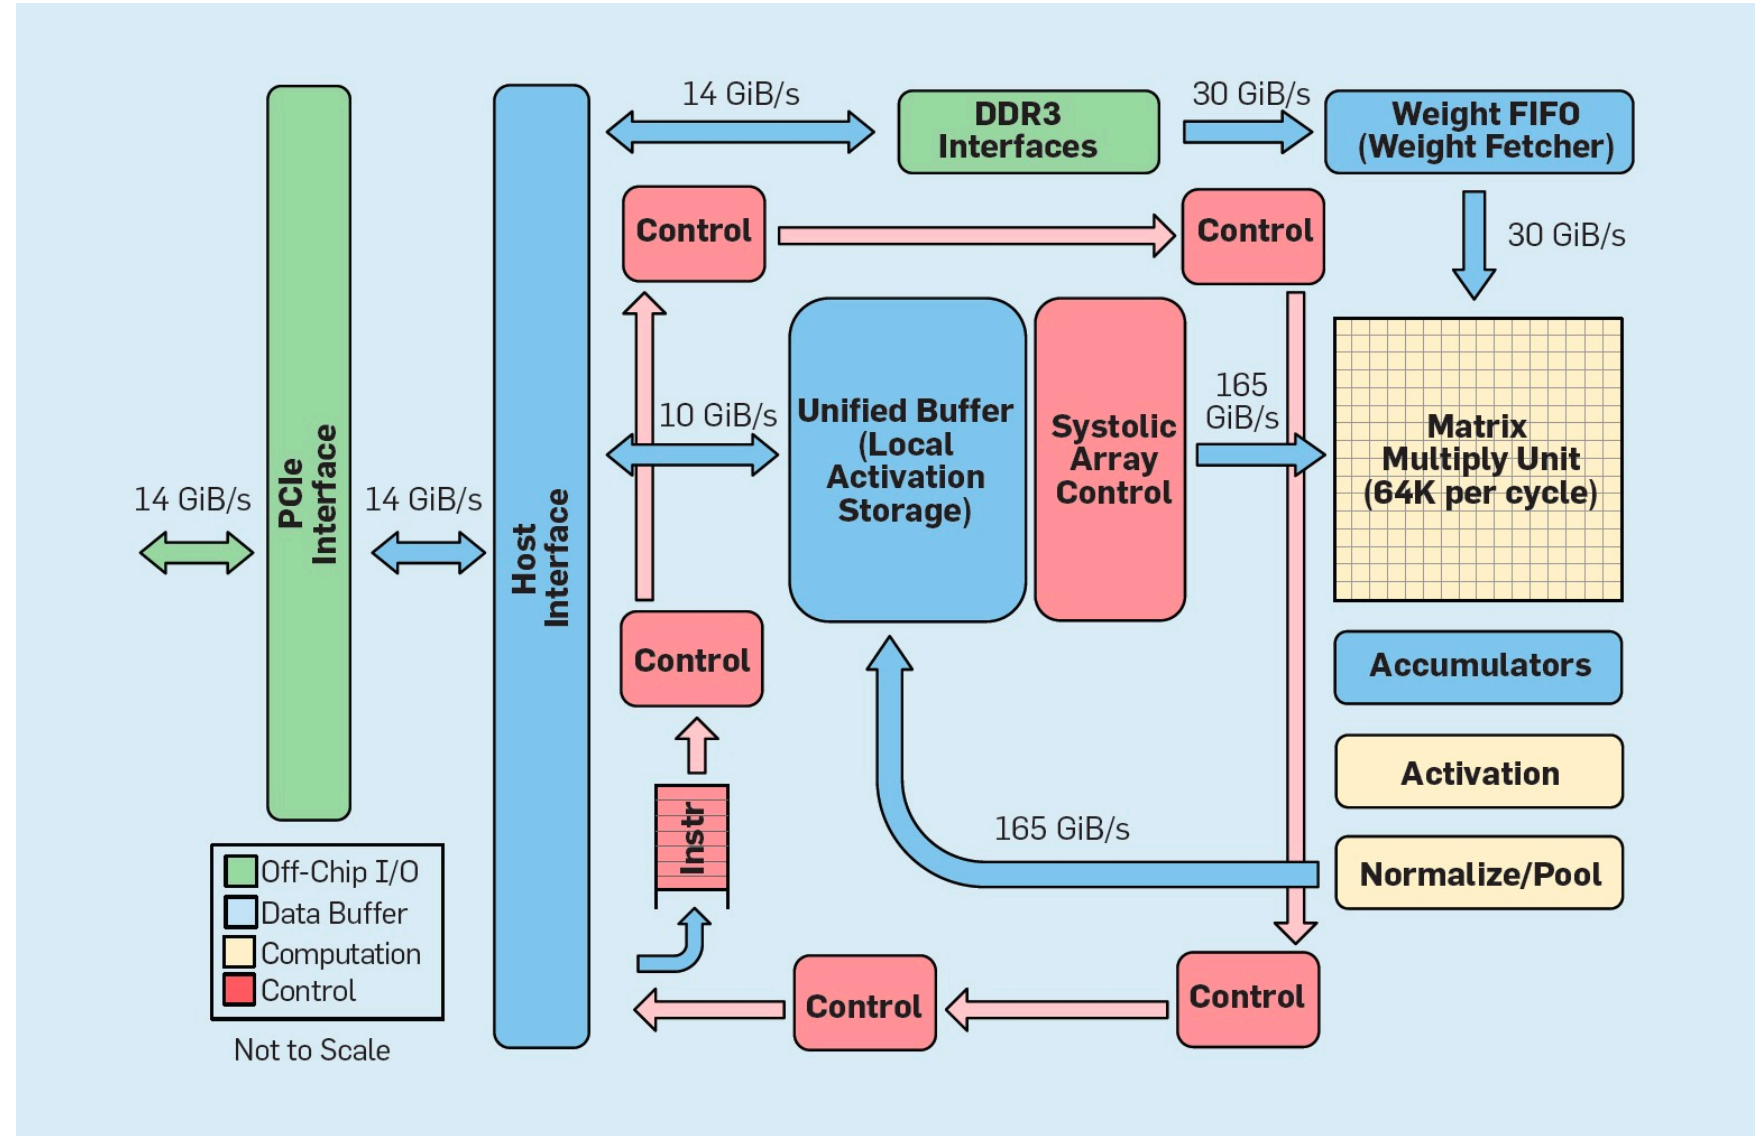 14 GiB/s
30 GiB/s
DDR3
Interfaces
Weight FIFO
(Weight Fetcher)
Control
Control
30 GiB/s
10 GiB/s
Unified Buffer
(Local
Activation
Storage)
Systolic
Array
Control
165
GiB/s
Matrix
Multiply Unit
(64K per cycle)
14 GiB/s
PCIe
Interface
14 GiB/s
Host
Interface
Control
Accumulators
Activation
Instr
165 GiB/s
Normalize/Pool
Off-Chip I/O
Data Buffer
Computation
Control
Not to Scale
Control
Control